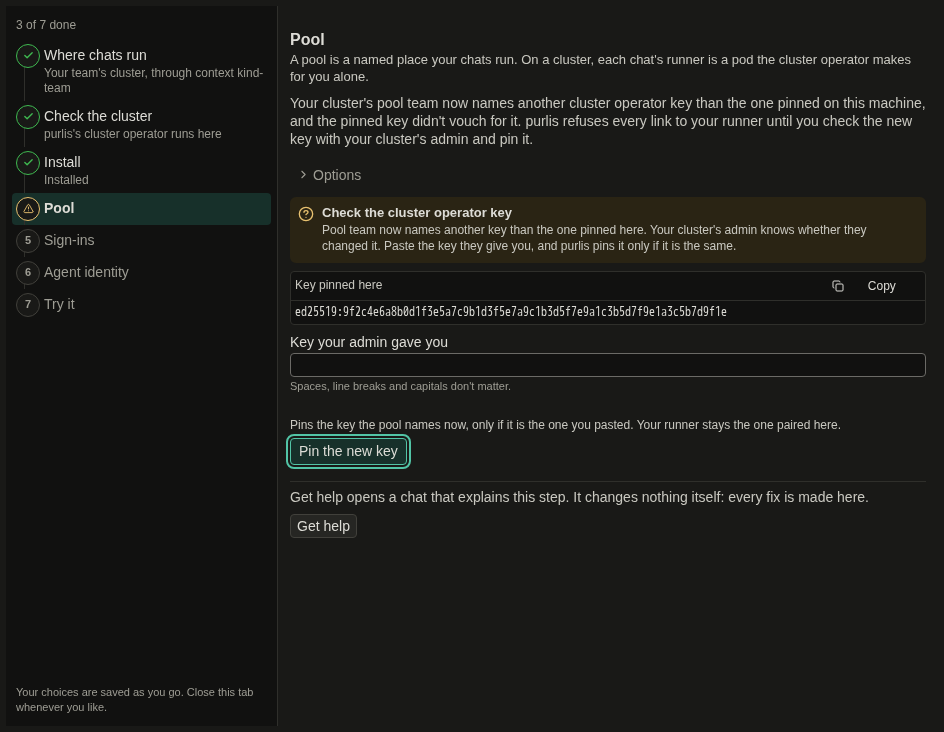 3 of 7 done
Where chats run
Your team's cluster, through context kind-
team
Check the cluster
purlis's cluster operator runs here
Install
Installed
Pool
5 Sign-ins
6 Agent identity
7 Try it
Your choices are saved as you go. Close this tab
whenever you like.
Pool
A pool is a named place your chats run. On a cluster, each chat's runner is a pod the cluster operator makes
for you alone.
Your cluster's pool team now names another cluster operator key than the one pinned on this machine,
and the pinned key didn't vouch for it. purlis refuses every link to your runner until you check the new
key with your cluster's admin and pin it.
Options
Check the cluster operator key
Pool team now names another key than the one pinned here. Your cluster's admin knows whether they
changed it. Paste the key they give you, and purlis pins it only if it is the same.
Key pinned here
Copy
ed25519:9f2c4e6a8b0d1f3e5a7c9b1d3f5e7a9c1b3d5f7e9a1c3b5d7f9e1a3c5b7d9f1e
Key your admin gave you
Spaces, line breaks and capitals don't matter.
Pins the key the pool names now, only if it is the one you pasted. Your runner stays the one paired here.
Pin the new key
Get help opens a chat that explains this step. It changes nothing itself: every fix is made here.
Get help